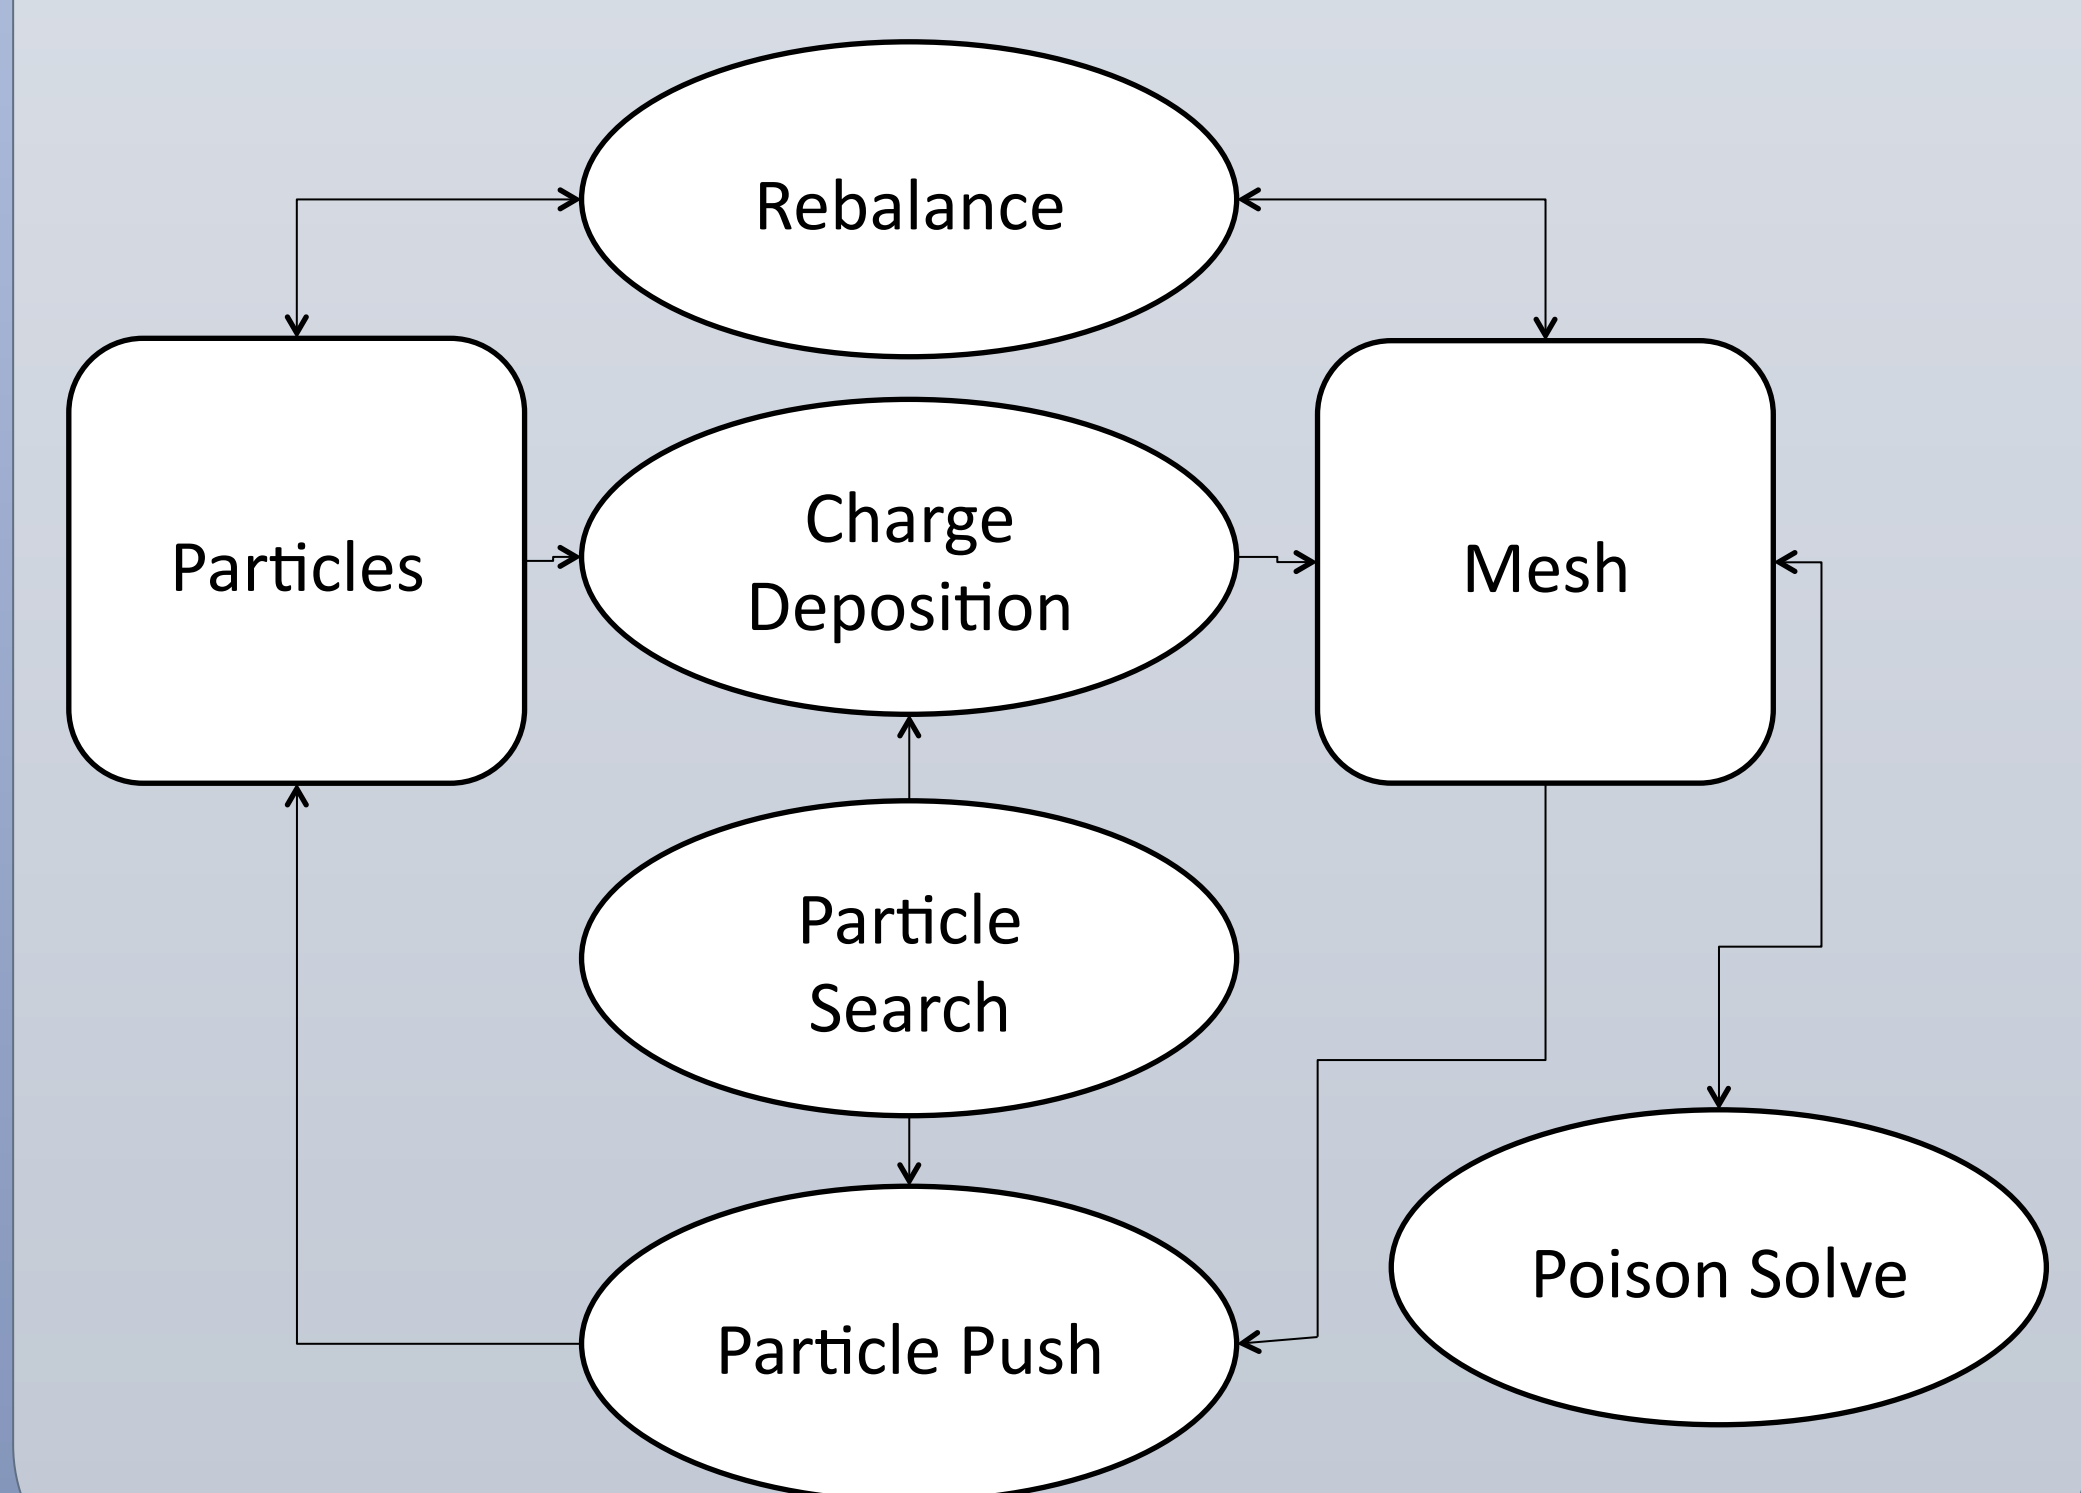 Rebalance
Particles
Charge
Deposition
Mesh
Particle
Search
Poison Solve
Particle Push